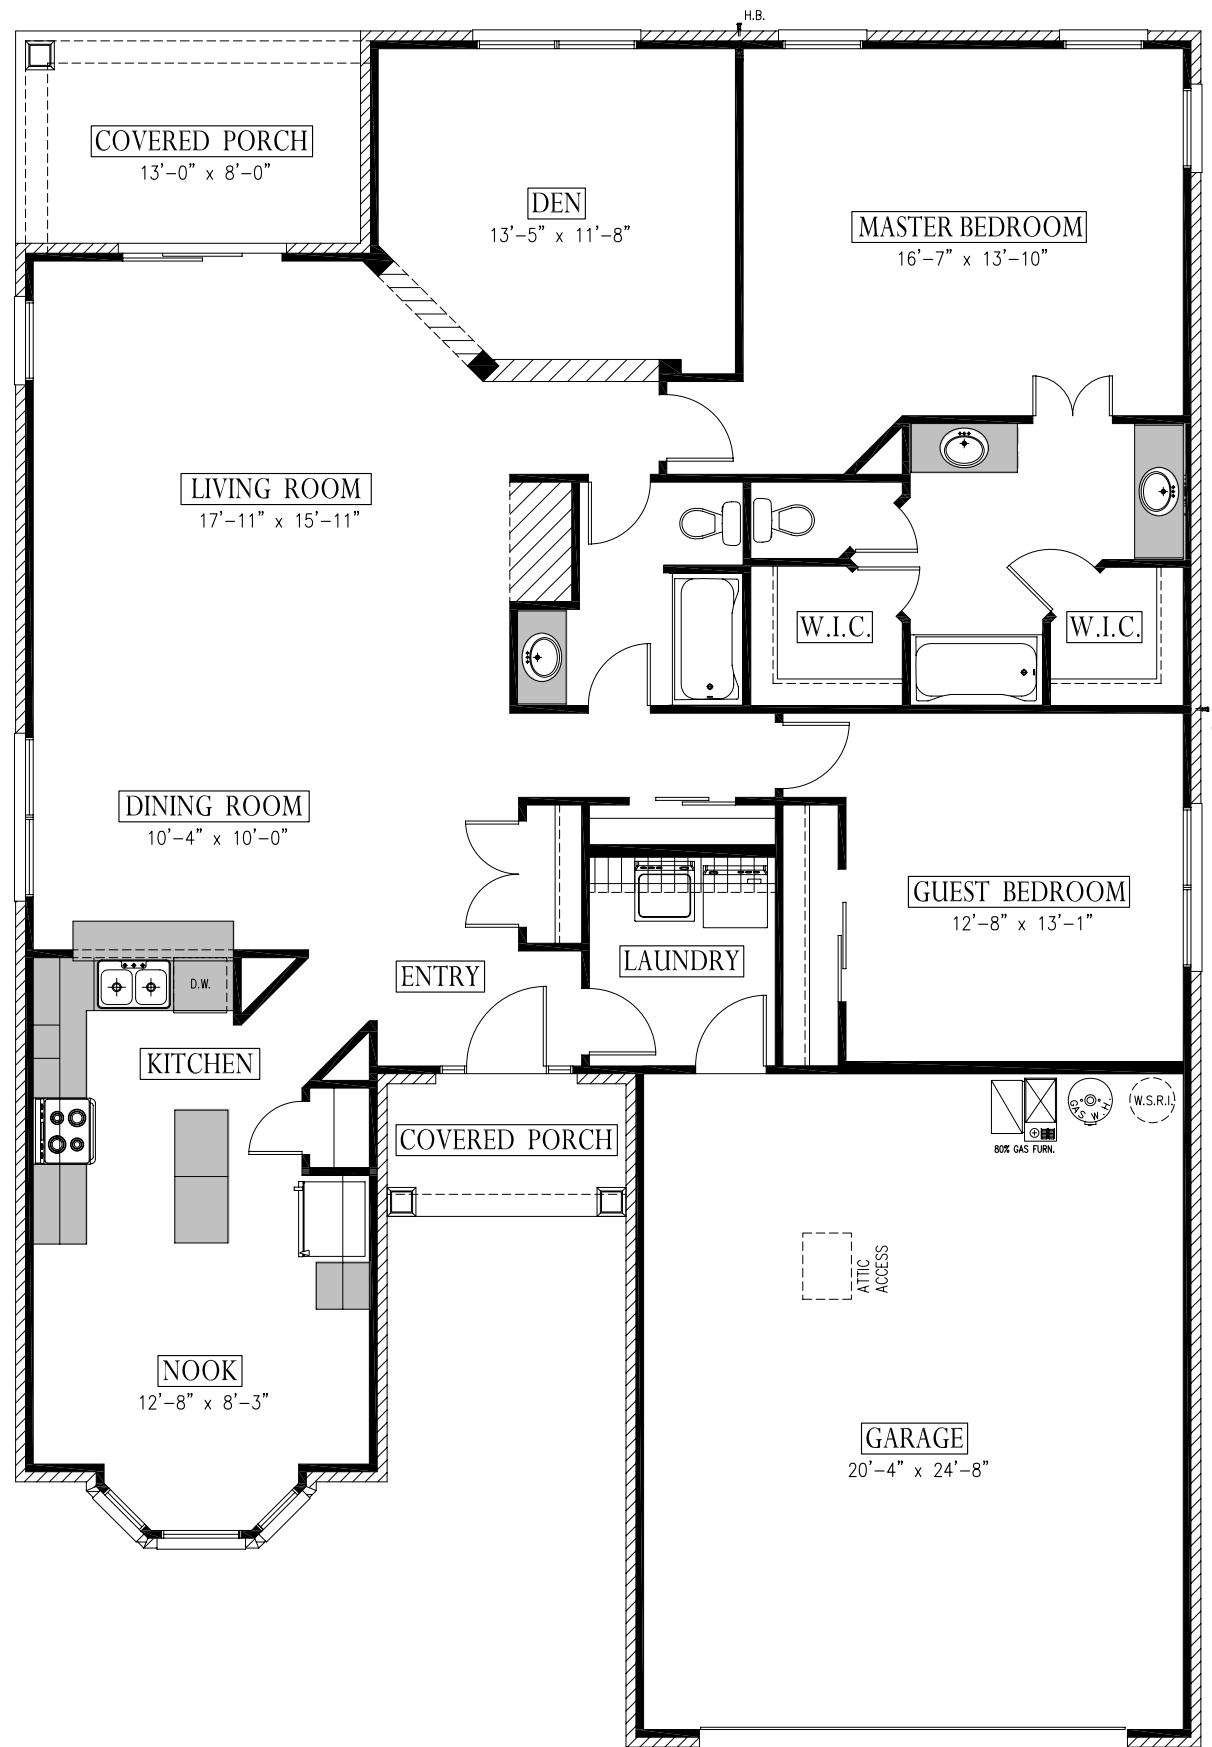 H.B.
COVERED PORCH
13'-0" x 8'-0"
DEN
13'-5" x 11'-8"
MASTER BEDROOM
16'-7" x 13'-10"
LIVING ROOM
17'-11" x 15'-11"
W.I.C.
W.I.C.
DINING ROOM
10'-4" x 10'-0"
GUEST BEDROOM
12'-8" x 13'-1"
ENTRY
LAUNDRY
D.W.
KITCHEN
COVERED PORCH
GAS W.H.
W.S.R.I.
80% GAS FURN.
ATTIC
ACCESS
NOOK
12'-8" x 8'-3"
GARAGE
20'-4" x 24'-8"